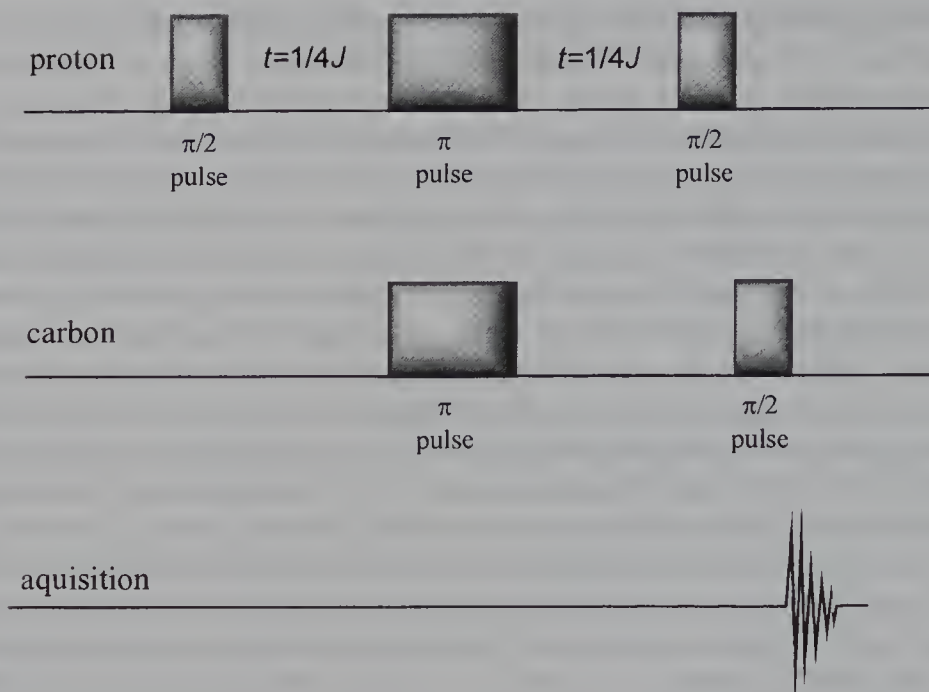 proton
t=1/4J
t=1/4J
π/2
pulse
π
pulse
π/2
pulse
carbon
π
pulse
π/2
pulse
aquisition